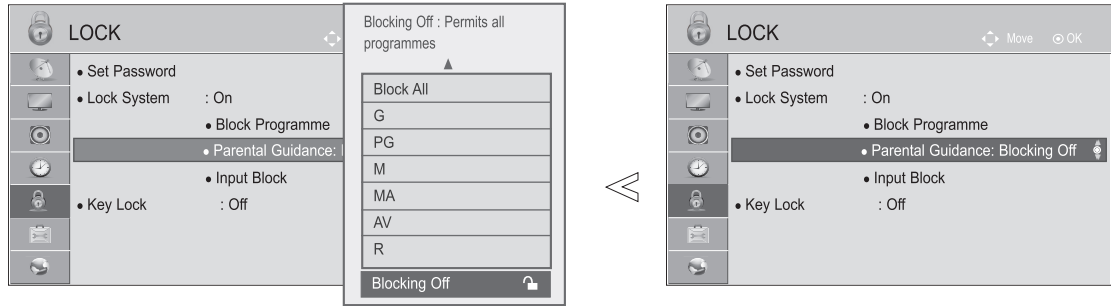 LOCK
• Set Password
• Lock System : On
• Block Programme
• Parental Guidance:
• Input Block
• Key Lock : Off
Blocking Off : Permits all
programmes
Block All
G
PG
M
MA
AV
R
Blocking Off
LOCK
Move OK
• Set Password
• Lock System : On
• Block Programme
• Parental Guidance: Blocking Off
• Input Block
• Key Lock : Off